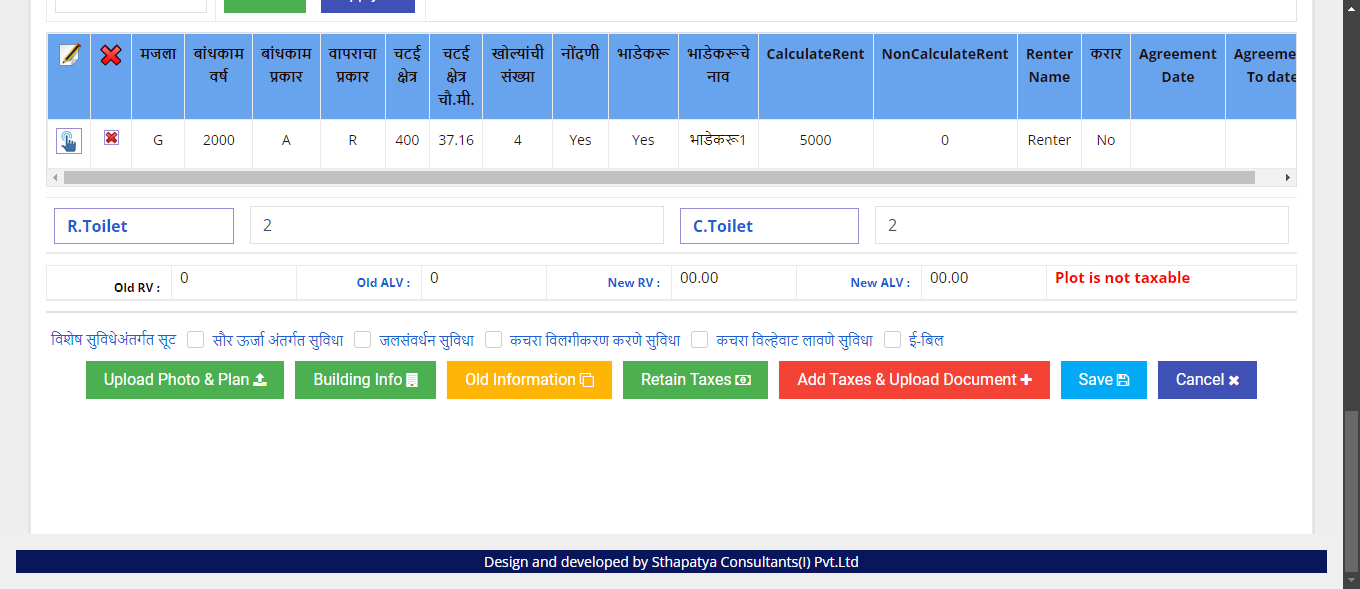 मजला बांधकाम वर्ष बांधकाम प्रकार वापराचा प्रकार चटई क्षेत्र चटई क्षेत्र चौ.मी. खोल्यांची संख्या नोंदणी भाडेकरू भाडेकरूचे नाव CalculateRent NonCalculateRent Renter Name करार Agreement Date Agreeme To date
G 2000 A R 400 37.16 4 Yes Yes भाडेकरू1 5000 0 Renter No
R.Toilet 2 C.Toilet 2
Old RV : 0 Old ALV : 0 New RV : 00.00 New ALV : 00.00 Plot is not taxable
विशेष सुविधेअंतर्गत सूट सौर ऊर्जा अंतर्गत सुविधा जलसंवर्धन सुविधा कचरा विलगीकरण करणे सुविधा कचरा विल्हेवाट लावणे सुविधा ई-बिल
Upload Photo & Plan Building Info Old Information Retain Taxes Add Taxes & Upload Document Save Cancel
Design and developed by Sthapatya Consultants(I) Pvt.Ltd